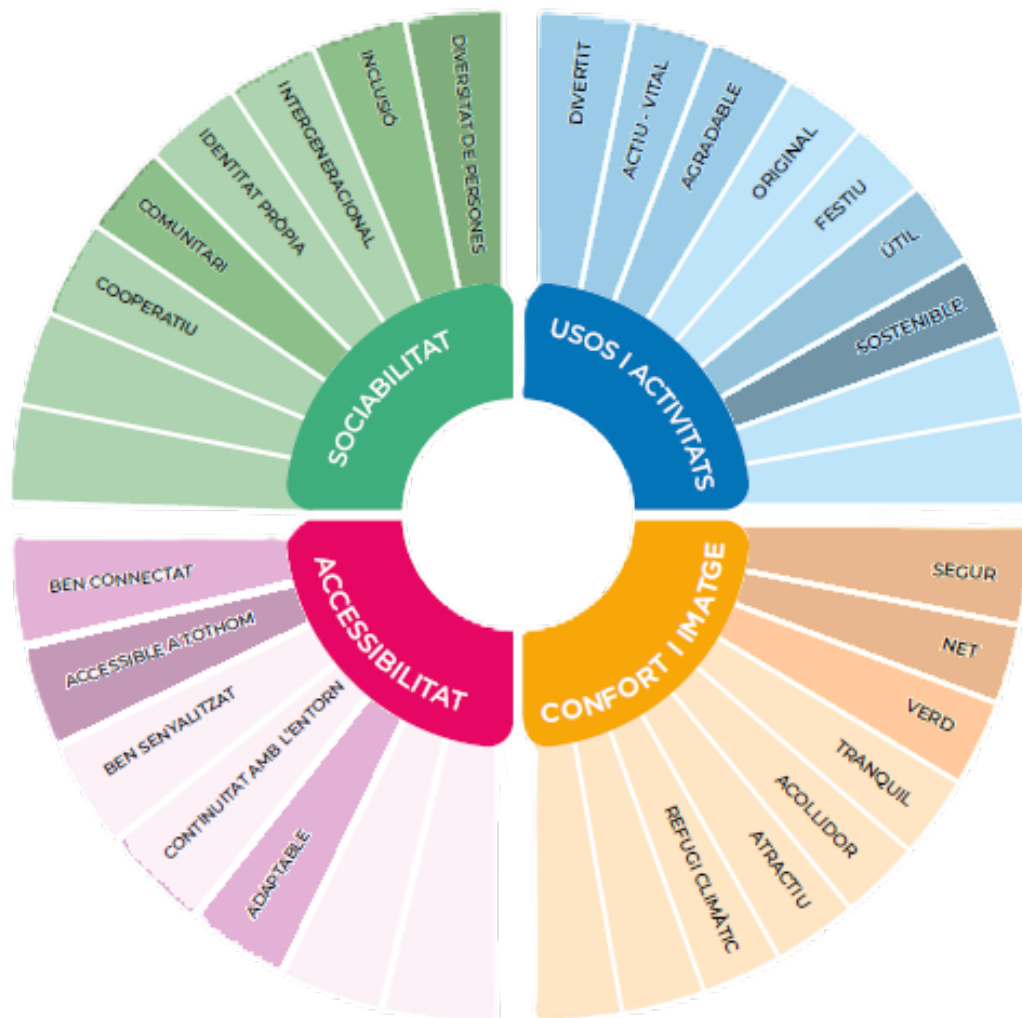 SOCIABILITAT
COOPERATIU
COMUNITARI
IDENTITAT PRÒPIA
INTERGENERACIONAL
INCLUSIÓ
DIVERSITAT DE PERSONES
USOS I ACTIVITATS
DIVERTIT
ACTIU - VITAL
AGRADABLE
ORIGINAL
FESTIU
ÚTIL
SOSTENIBLE
CONFORT I IMATGE
SEGUR
NET
VERD
TRANQUIL
ACOLLIDOR
ATRACTIU
REFUGI CLIMÀTIC
ACCESSIBILITAT
BEN CONNECTAT
ACCESSIBLE A TOTHOM
BEN SENYALITZAT
CONTINUITAT AMB L'ENTORN
ADAPTABLE